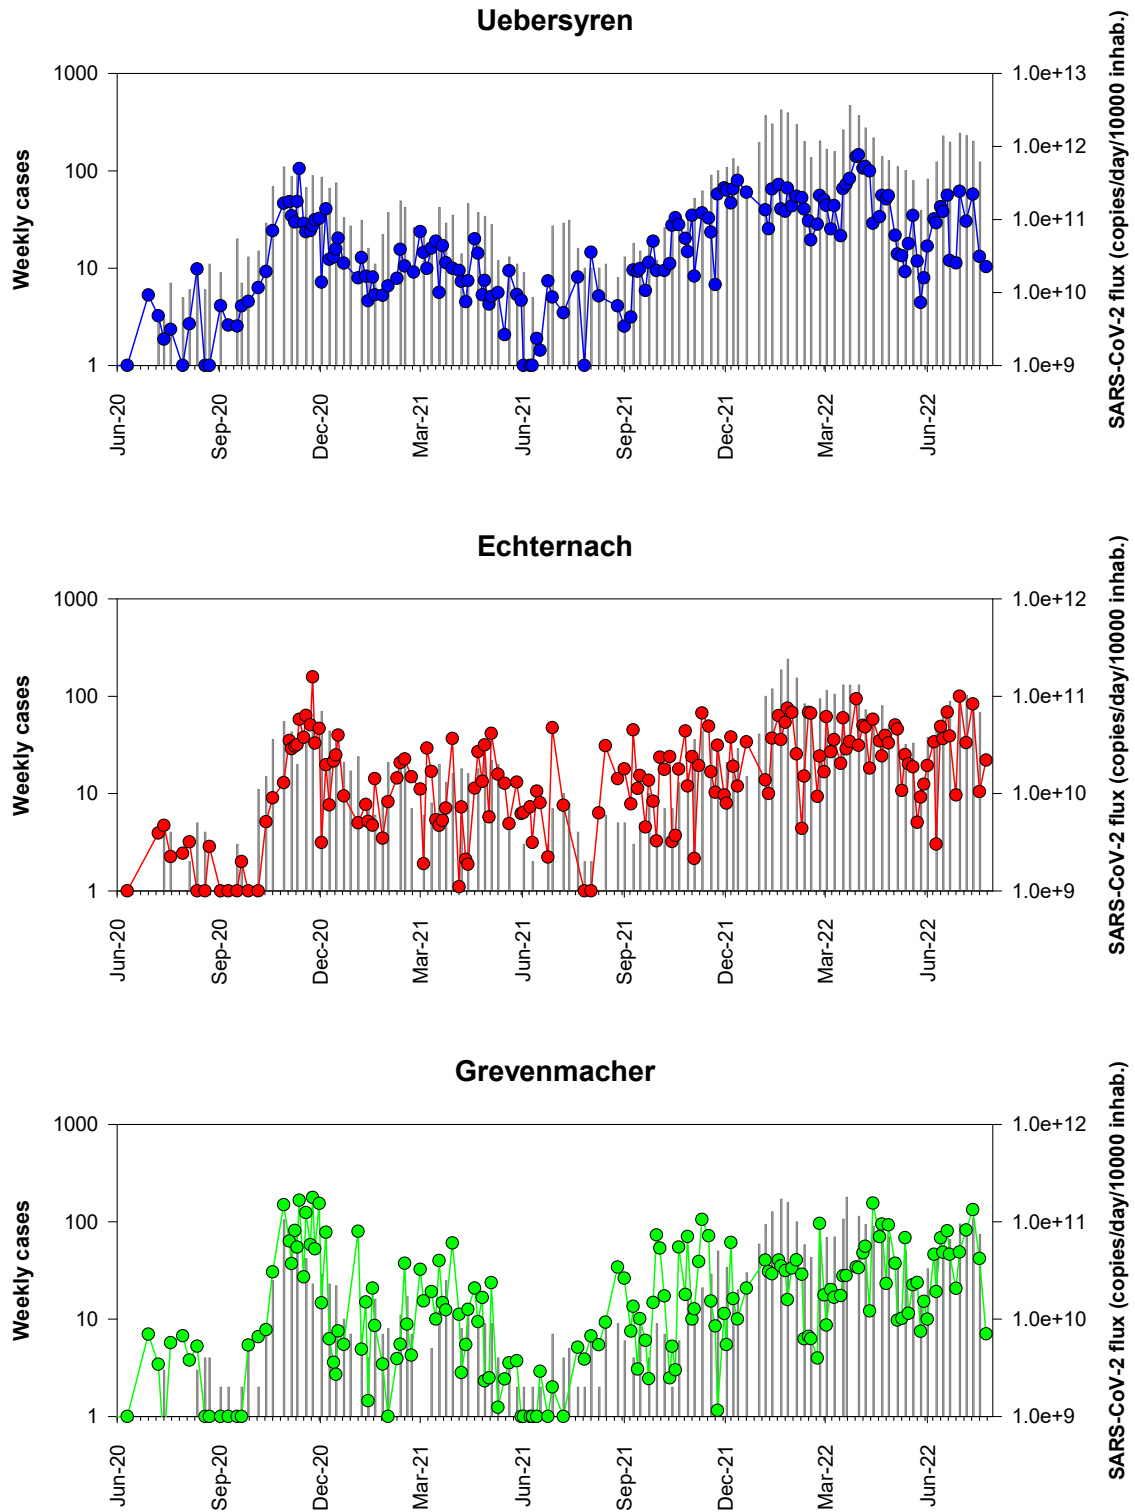 Uebersyren
Weekly cases
1000
100
10
1
1.0e+13
1.0e+12
1.0e+11
1.0e+10
1.0e+9
SARS-CoV-2 flux (copies/day/10000 inhab.)
Jun-20
Sep-20
Dec-20
Mar-21
Jun-21
Sep-21
Dec-21
Mar-22
Jun-22
Echternach
Weekly cases
1000
100
10
1
1.0e+12
1.0e+11
1.0e+10
1.0e+9
SARS-CoV-2 flux (copies/day/10000 inhab.)
Jun-20
Sep-20
Dec-20
Mar-21
Jun-21
Sep-21
Dec-21
Mar-22
Jun-22
Grevenmacher
Weekly cases
1000
100
10
1
1.0e+12
1.0e+11
1.0e+10
1.0e+9
SARS-CoV-2 flux (copies/day/10000 inhab.)
Jun-20
Sep-20
Dec-20
Mar-21
Jun-21
Sep-21
Dec-21
Mar-22
Jun-22